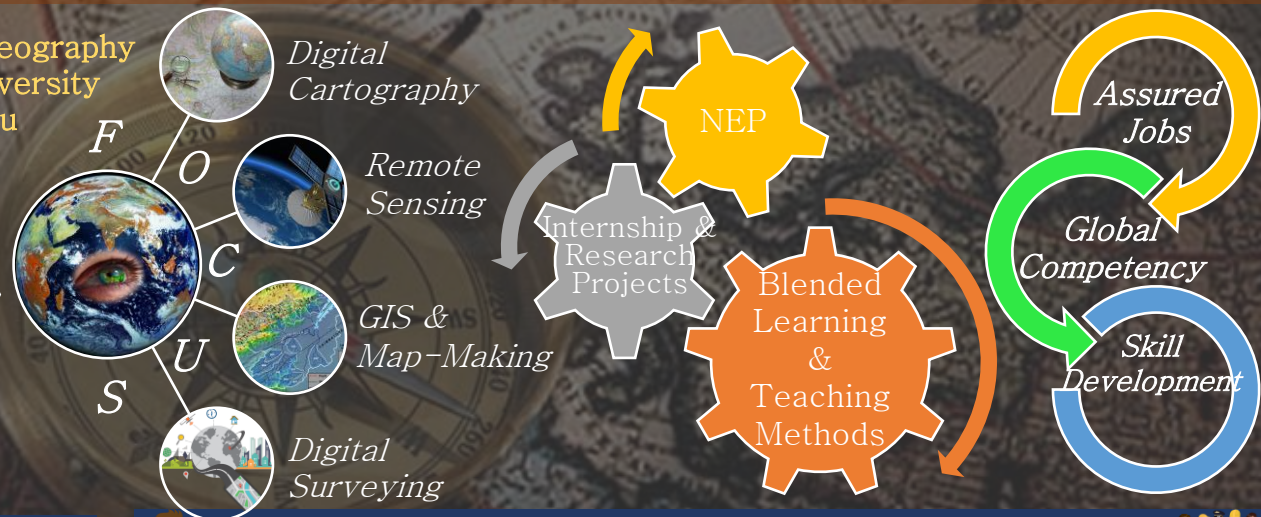 eography
versity
u
F
O
C
U
S
Digital
Cartography
Remote
Sensing
GIS &
Map-Making
Digital
Surveying
NEP
Internship &
Research
Projects
Blended
Learning
&
Teaching
Methods
Assured
Jobs
Global
Competency
Skill
Development